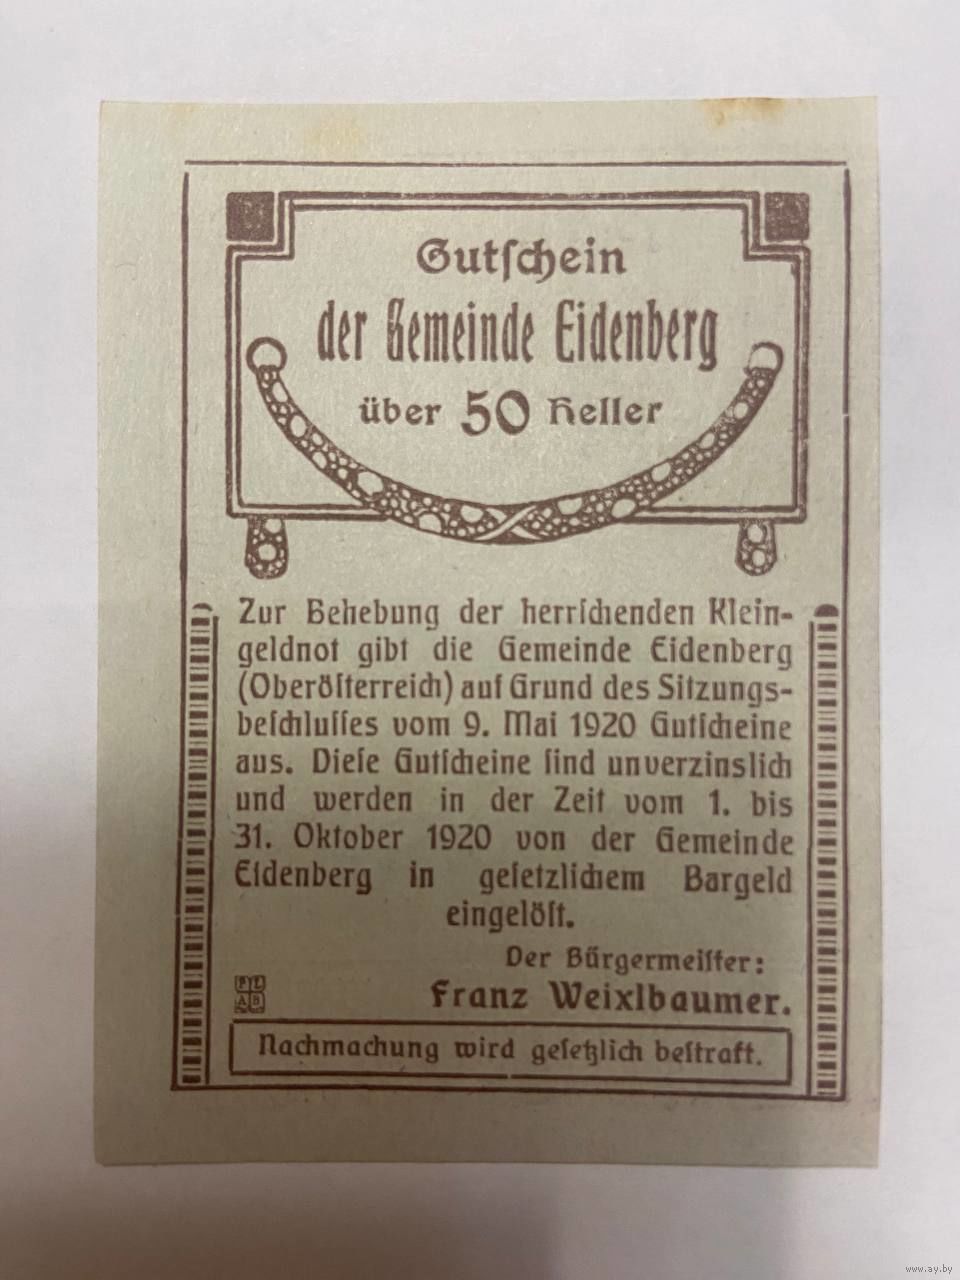 Gutſchein
der Gemeinde Eidenberg
über 50 Heller
Zur Behebung der herrſchenden Klein-
geldnot gibt die Gemeinde Eidenberg
(Oberöſterreich) auf Grund des Sitzungs-
beſchluſſes vom 9. Mai 1920 Gutſcheine
aus. Dieſe Gutſcheine ſind unverzinslich
und werden in der Zeit vom 1. bis
31. Oktober 1920 von der Gemeinde
Eidenberg in geſetzlichem Bargeld
eingelöſt.
Der Bürgermeiſter:
Franz Weixlbaumer.
Nachmachung wird geſetzlich beſtraft.
www.ay.by